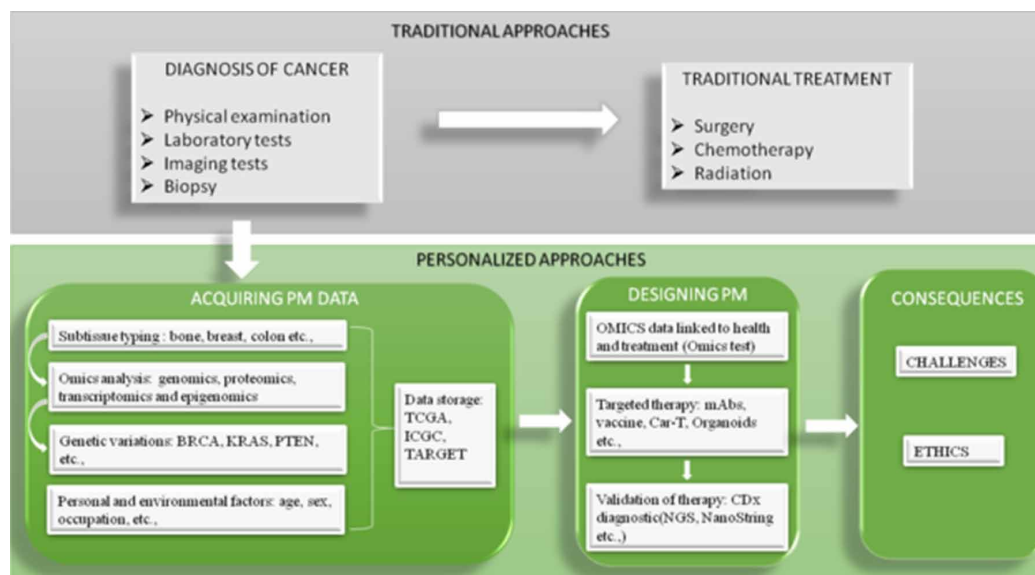 TRADITIONAL APPROACHES
DIAGNOSIS OF CANCER
Physical examination
Laboratory tests
Imaging tests
Biopsy
TRADITIONAL TREATMENT
Surgery
Chemotherapy
Radiation
PERSONALIZED APPROACHES
ACQUIRING PM DATA
Subtissue typing : bone, breast, colon etc.,
Omics analysis: genomics, proteomics,
transcriptomics and epigenomics
Genetic variations: BRCA, KRAS, PTEN,
etc.,
Personal and environmental factors: age, sex,
occupation, etc.,
Data storage:
TCGA,
ICGC,
TARGET
DESIGNING PM
OMICS data linked to health
and treatment (Omics test)
Targeted therapy: mAbs,
vaccine, Car-T, Organoids
etc.,
Validation of therapy: CDx
diagnostic(NGS, NanoString
etc.,)
CONSEQUENCES
CHALLENGES
ETHICS